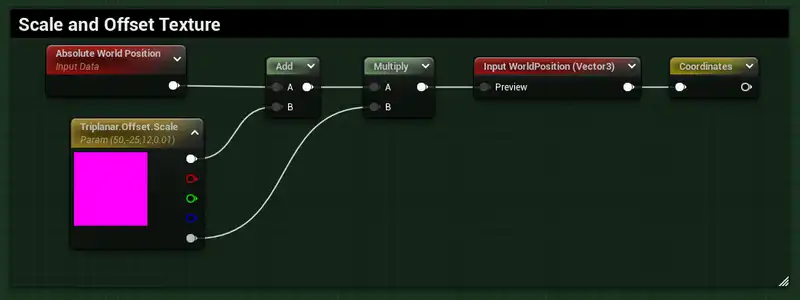 Scale and Offset Texture
Absolute World Position
Input Data
Add
A
B
Multiply
A
B
Input WorldPosition (Vector3)
Preview
Coordinates
Triplanar.Offset.Scale
Param (50,-25,12,0.01)